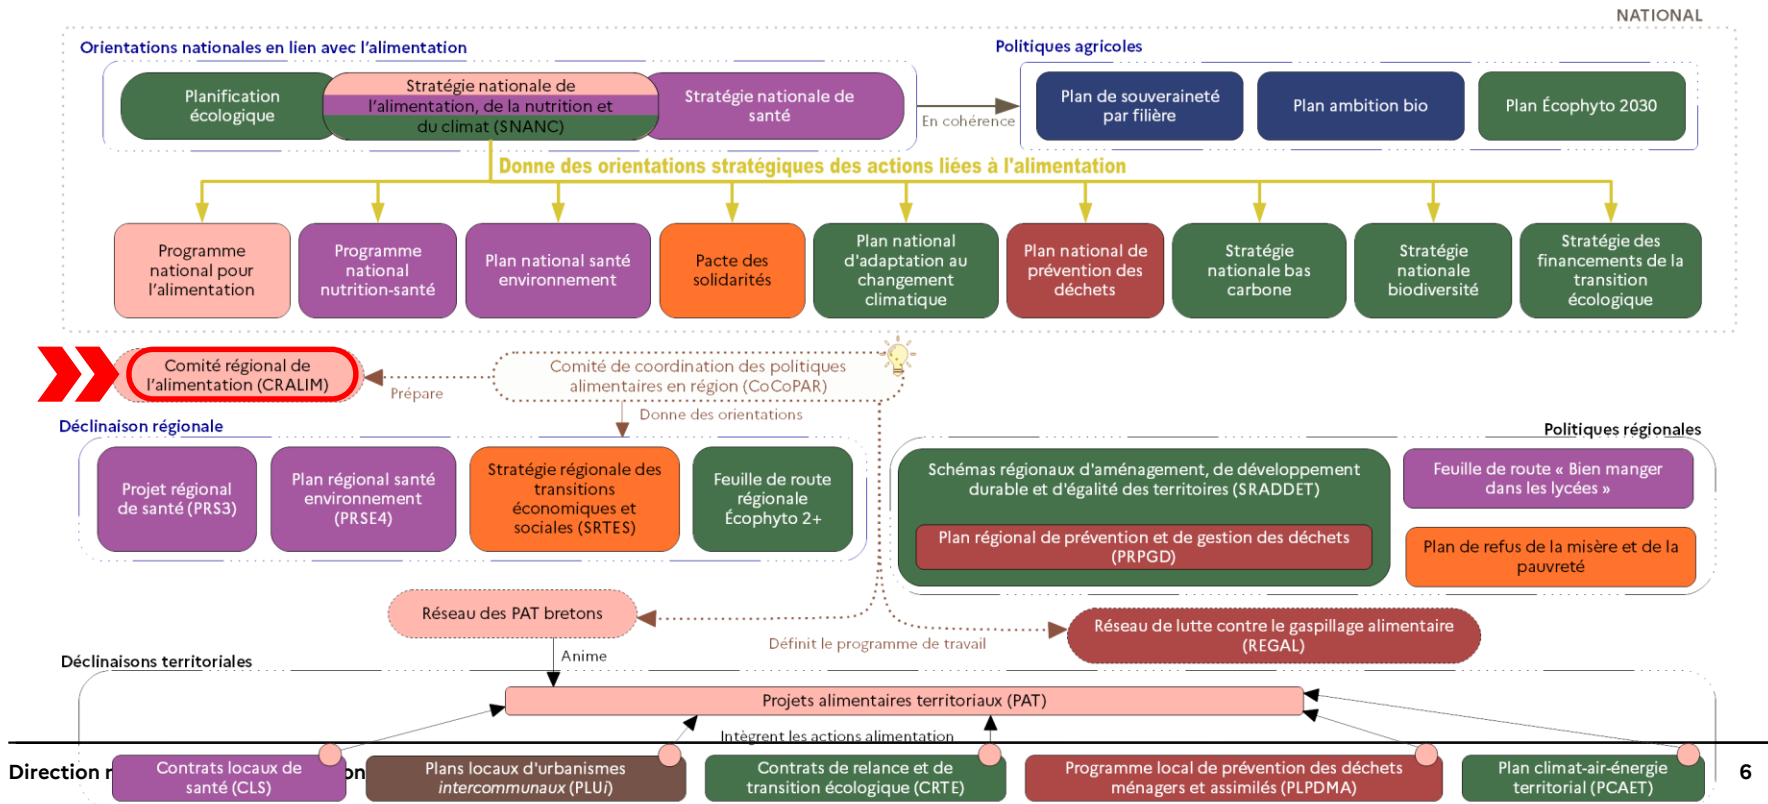 NATIONAL
Orientations nationales en lien avec l'alimentation
Politiques agricoles
Planification
écologique
Stratégie nationale de
l'alimentation, de la nutrition et
du climat (SNANC)
Stratégie nationale de
santé
En cohérence
Plan de souveraineté
par filière
Plan ambition bio
Plan Écophyto 2030
Donne des orientations stratégiques des actions liées à l'alimentation
Programme
national pour
l'alimentation
Programme
national
nutrition-santé
Plan national santé
environnement
Pacte des
solidarités
Plan national
d'adaptation au
changement
climatique
Plan national de
prévention des
déchets
Stratégie
nationale bas
carbone
Stratégie
nationale
biodiversité
Stratégie des
financements de la
transition
écologique
Comité régional de
l'alimentation (CRALIM)
Prépare
Comité de coordination des politiques
alimentaires en région (CoCoPAR)
Donne des orientations
Déclinaison régionale
Politiques régionales
Projet régional
de santé (PRS3)
Plan régional santé
environnement
(PRSE4)
Stratégie régionale des
transitions
économiques et
sociales (SRTES)
Feuille de route
régionale
Écophyto 2+
Schémas régionaux d'aménagement, de développement
durable et d'égalité des territoires (SRADDET)
Plan régional de prévention et de gestion des déchets
(PRPGD)
Feuille de route « Bien manger
dans les lycées »
Plan de refus de la misère et de la
pauvreté
Réseau des PAT bretons
Définit le programme de travail
Réseau de lutte contre le gaspillage alimentaire
(REGAL)
Anime
Déclinaisons territoriales
Projets alimentaires territoriaux (PAT)
Intègrent les actions alimentation
Contrats locaux de
santé (CLS)
Plans locaux d'urbanismes
intercommunaux (PLUi)
Contrats de relance et de
transition écologique (CRTE)
Programme local de prévention des déchets
ménagers et assimilés (PLPDMA)
Plan climat-air-énergie
territorial (PCAET)
Direction
6